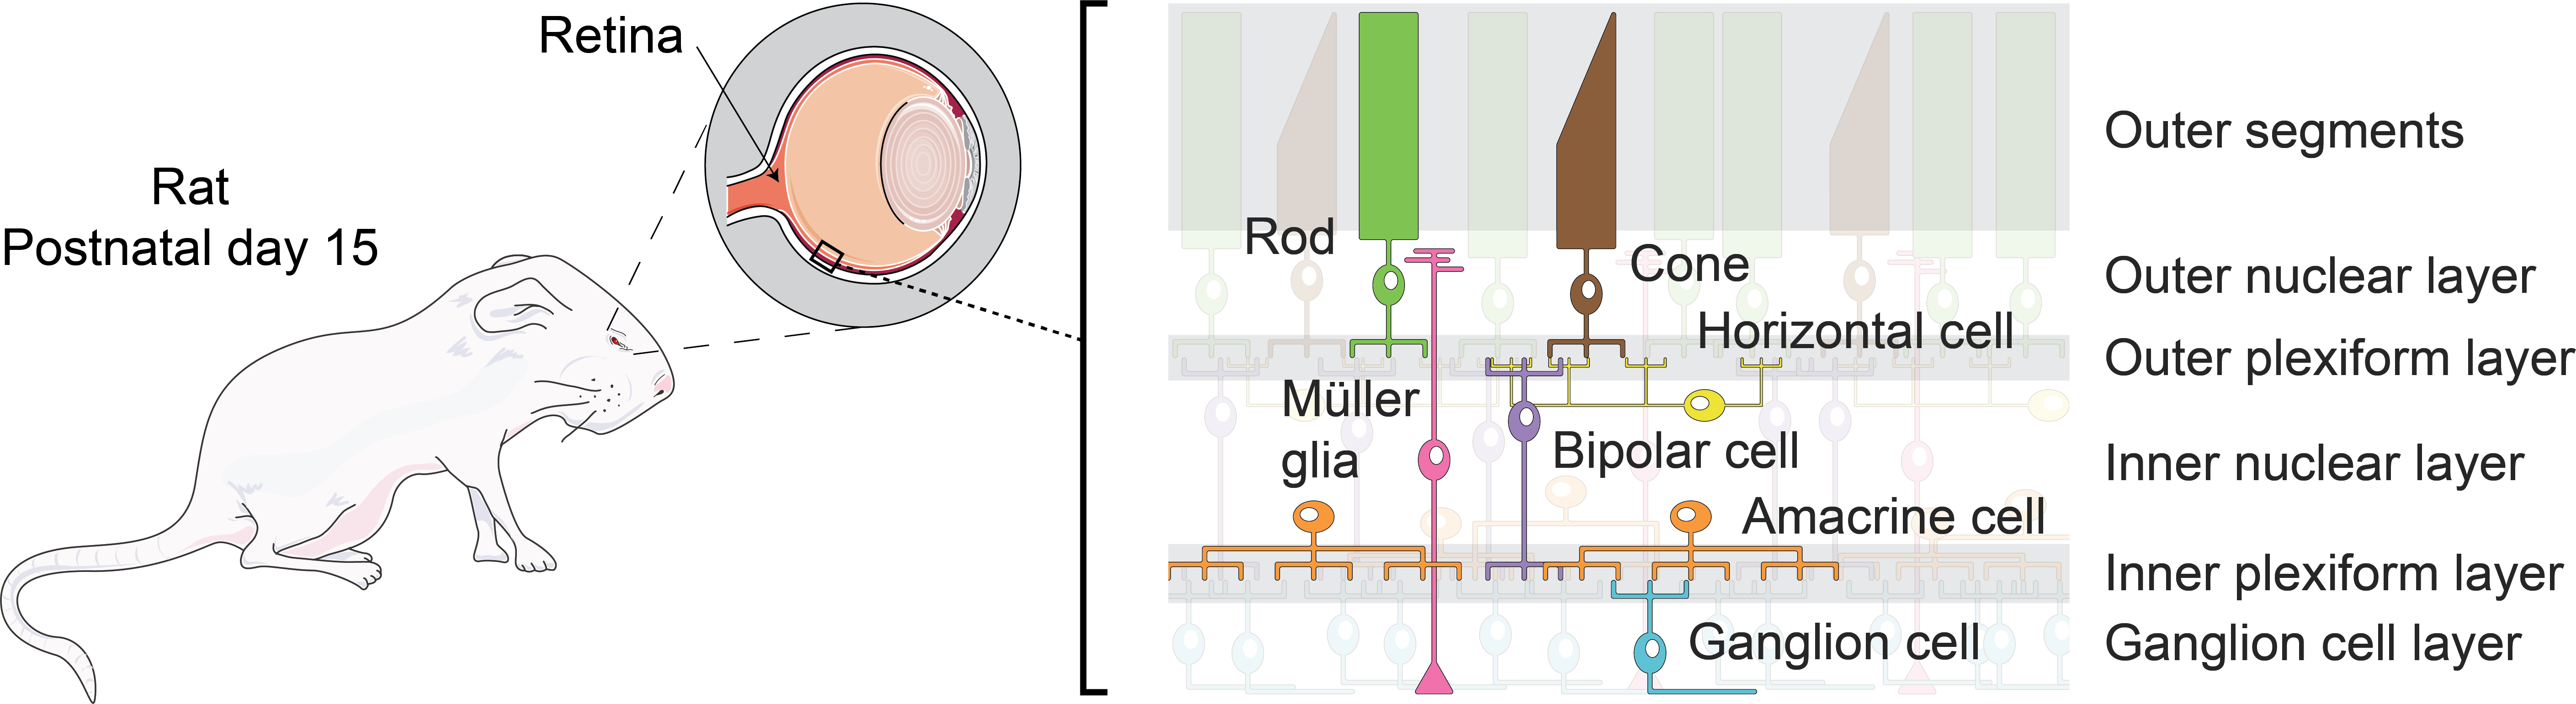 Retina
Rat
Postnatal day 15
Rod
Cone
Horizontal cell
Müller
glia
Bipolar cell
Amacrine cell
Ganglion cell
Outer segments
Outer nuclear layer
Outer plexiform layer
Inner nuclear layer
Inner plexiform layer
Ganglion cell layer